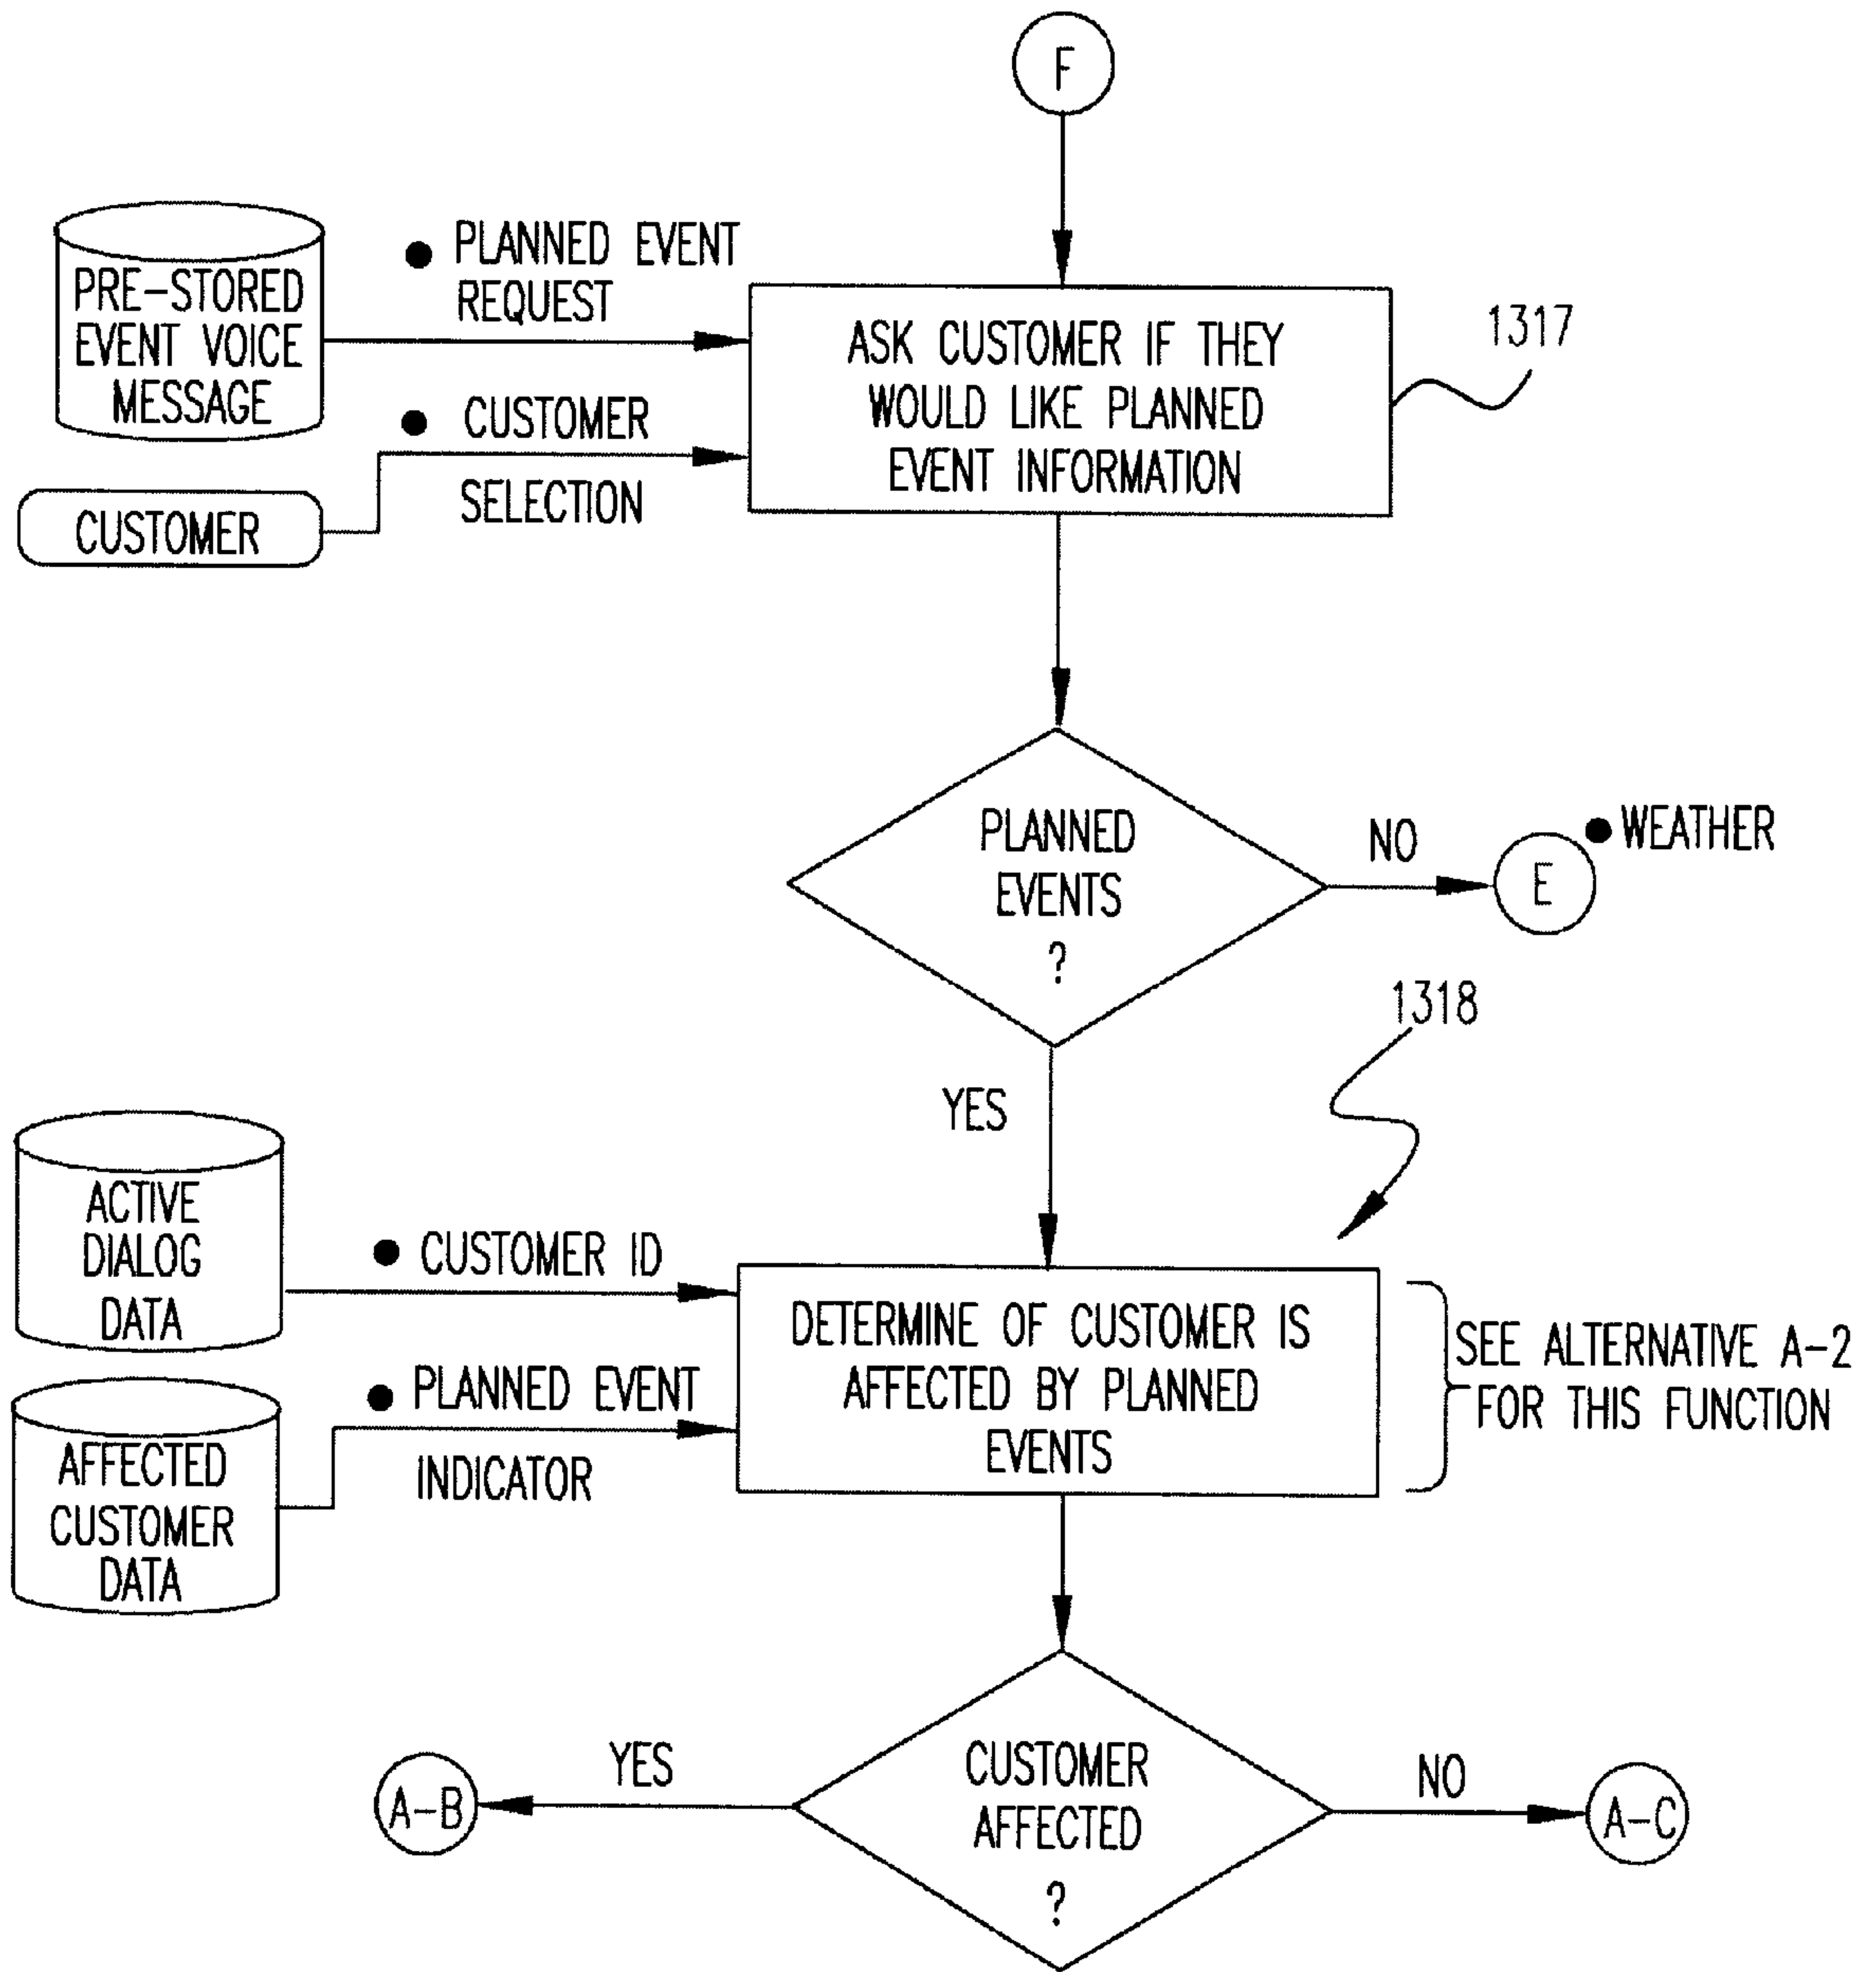 F
PRE-STORED
EVENT VOICE
MESSAGE
● PLANNED EVENT
REQUEST
● CUSTOMER
SELECTION
CUSTOMER
ASK CUSTOMER IF THEY
WOULD LIKE PLANNED
EVENT INFORMATION
1317
PLANNED
EVENTS
?
NO
E
● WEATHER
YES
1318
ACTIVE
DIALOG
DATA
● CUSTOMER ID
AFFECTED
CUSTOMER
DATA
● PLANNED EVENT
INDICATOR
DETERMINE OF CUSTOMER IS
AFFECTED BY PLANNED
EVENTS
SEE ALTERNATIVE A-2
FOR THIS FUNCTION
CUSTOMER
AFFECTED
?
YES
A-B
NO
A-C